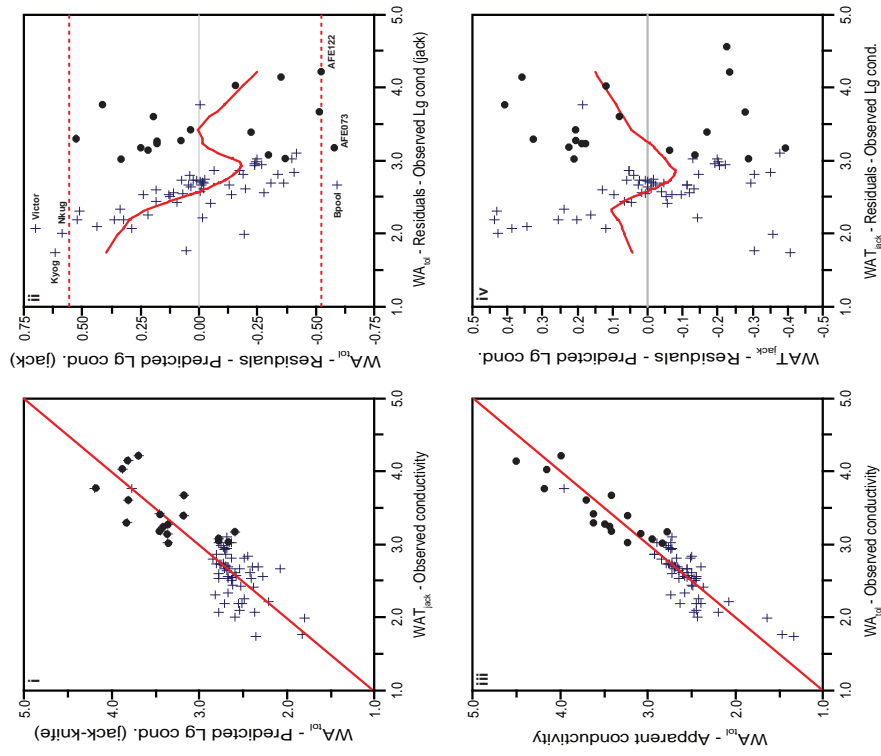 i
5.0
4.0
3.0
2.0
1.0
1.0
2.0
3.0
4.0
5.0
WA_tol - Predicted Lg cond. (jack-knife)
WAT_jack - Observed conductivity
ii
0.75
0.50
0.25
0.00
-0.25
-0.50
-0.75
1.0
2.0
3.0
4.0
5.0
Victor
Kyog
Nkug
AFE122
AFE073
Bpool
WA_tol - Residuals - Predicted Lg cond. (jack)
WA_tol - Residuals - Observed Lg cond (jack)
iii
5.0
4.0
3.0
2.0
1.0
1.0
2.0
3.0
4.0
5.0
WA_tol - Apparent conductivity
WA_tol - Observed conductivity
iv
0.5
0.4
0.3
0.2
0.1
0.0
-0.1
-0.2
-0.3
-0.4
-0.5
1.0
2.0
3.0
4.0
5.0
WAT_jack - Residuals - Predicted Lg cond.
WAT_jack - Residuals - Observed Lg cond.